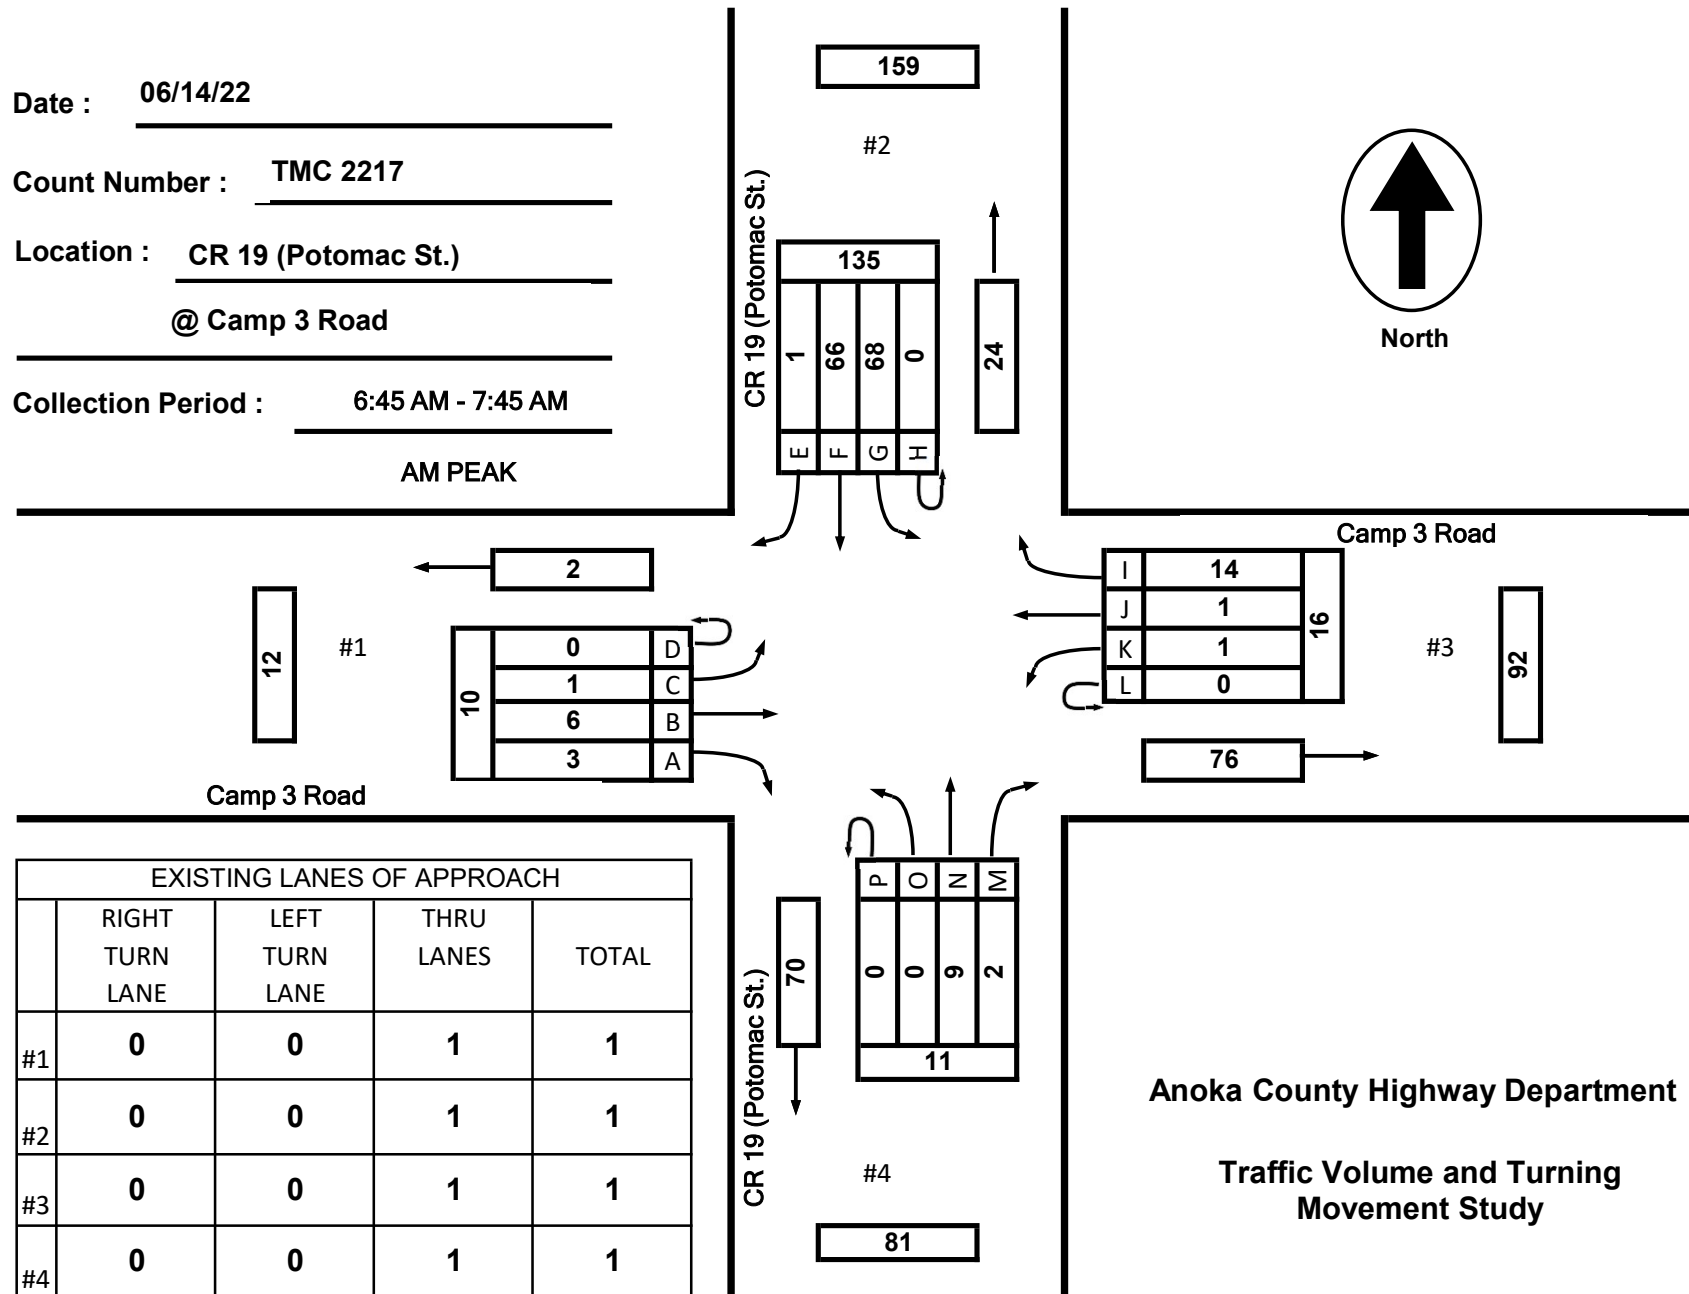 Date : 06/14/22
Count Number : TMC 2217
Location : CR 19 (Potomac St.)
@ Camp 3 Road
Collection Period : 6:45 AM - 7:45 AM
AM PEAK
159
#2
CR 19 (Potomac St.)
135
1 66 68 0
E F G H
24
North
Camp 3 Road
2
12
#1
10
0 D
1 C
6 B
3 A
Camp 3 Road
I 14
J 1
K 1
L 0
16
#3
92
76
P O N M
0 0 9 2
11
70
CR 19 (Potomac St.)
#4
81
EXISTING LANES OF APPROACH
RIGHT LEFT THRU
TURN TURN LANES TOTAL
LANE LANE
#1 0 0 1 1
#2 0 0 1 1
#3 0 0 1 1
#4 0 0 1 1
Anoka County Highway Department
Traffic Volume and Turning
Movement Study